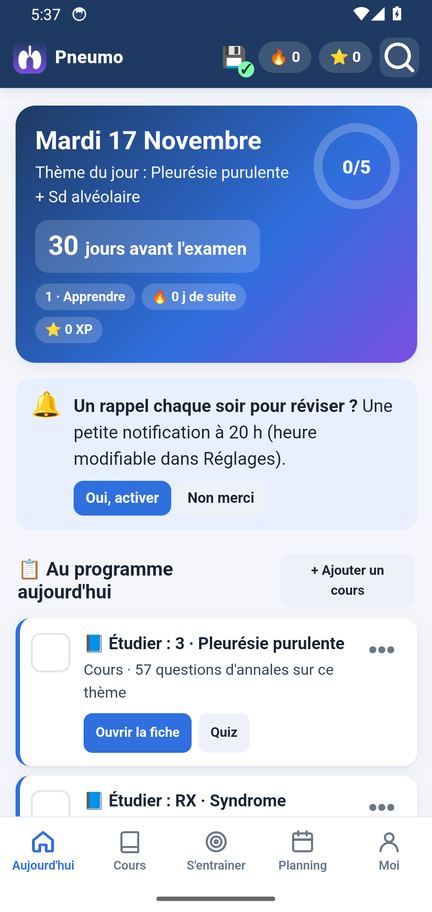 5:37
Pneumo
🔥 0
⭐ 0
Mardi 17 Novembre
Thème du jour : Pleurésie purulente
+ Sd alvéolaire
0/5
30 jours avant l'examen
1 · Apprendre
🔥 0 j de suite
⭐ 0 XP
🔔 Un rappel chaque soir pour réviser ? Une
petite notification à 20 h (heure
modifiable dans Réglages).
Oui, activer
Non merci
📋 Au programme
aujourd'hui
+ Ajouter un
cours
📘 Étudier : 3 · Pleurésie purulente
Cours · 57 questions d'annales sur ce
thème
Ouvrir la fiche
Quiz
📘 Étudier : RX · Syndrome
Aujourd'hui
Cours
S'entraîner
Planning
Moi